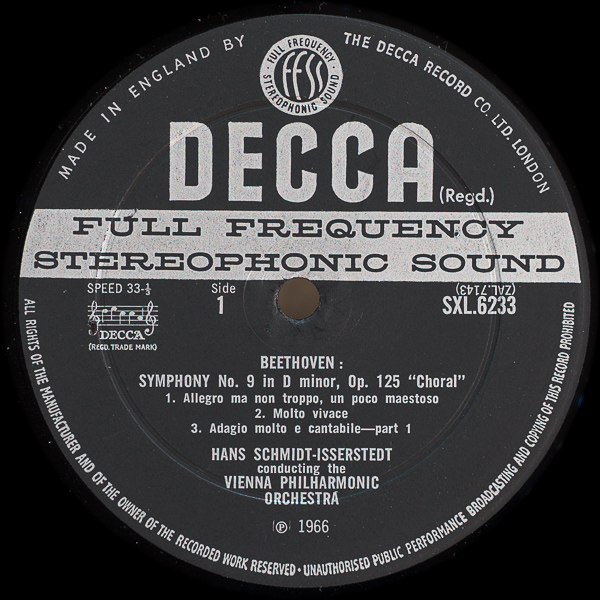 MADE IN ENGLAND BY
THE DECCA RECORD CO. LTD. LONDON
· FULL FREQUENCY ·
STEREOPHONIC SOUND
FFSS
DECCA (Regd.)
FULL FREQUENCY
STEREOPHONIC SOUND
SPEED 33-⅓
Side
1
(ZAL.7143)
SXL.6233
DECCA
(REGD. TRADE MARK)
BEETHOVEN :
SYMPHONY No. 9 in D minor, Op. 125 “Choral”
1. Allegro ma non troppo, un poco maestoso
2. Molto vivace
3. Adagio molto e cantabile—part 1
HANS SCHMIDT-ISSERSTEDT
conducting the
VIENNA PHILHARMONIC
ORCHESTRA
℗ 1966
ALL RIGHTS OF THE MANUFACTURER AND OF THE OWNER OF THE RECORDED WORK RESERVED · UNAUTHORISED PUBLIC PERFORMANCE BROADCASTING AND COPYING OF THIS RECORD PROHIBITED